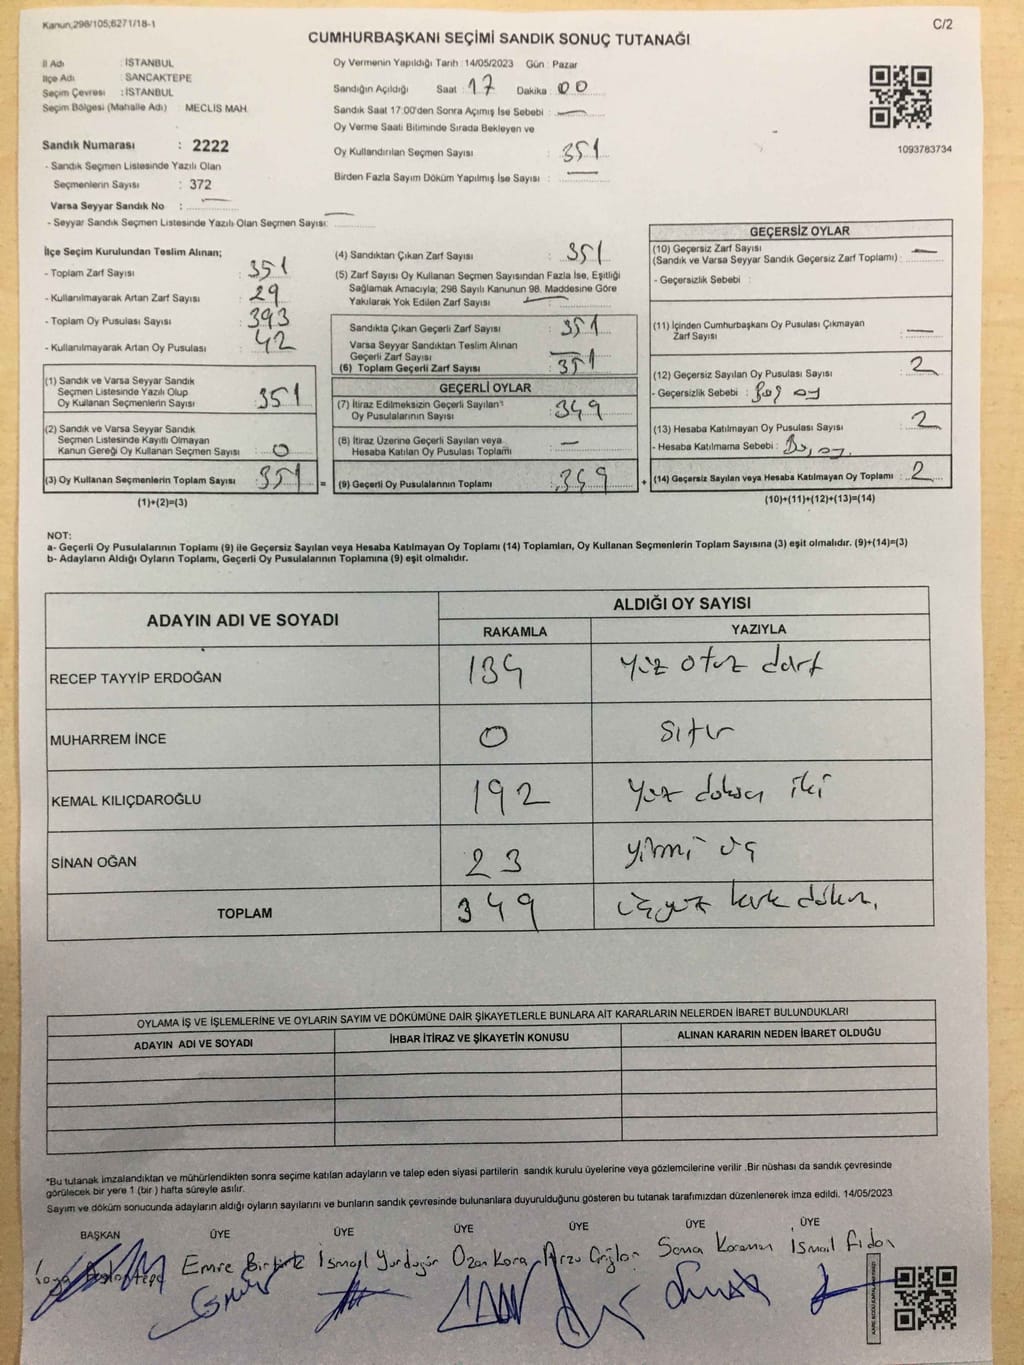 Kanun,298/105;6271/18-1
C/2
CUMHURBAŞKANI SEÇİMİ SANDIK SONUÇ TUTANAĞI
İl Adı : İSTANBUL
İlçe Adı : SANCAKTEPE
Seçim Çevresi : İSTANBUL
Seçim Bölgesi (Mahalle Adı) : MECLİS MAH.
Sandık Numarası : 2222
- Sandık Seçmen Listesinde Yazılı Olan
Seçmenlerin Sayısı : 372
Varsa Seyyar Sandık No :
- Seyyar Sandık Seçmen Listesinde Yazılı Olan Seçmen Sayısı:
Oy Vermenin Yapıldığı Tarih :14/05/2023 Gün : Pazar
Sandığın Açıldığı Saat : 17 Dakika : 00
Sandık Saat 17:00'den Sonra Açımış İse Sebebi :
Oy Verme Saati Bitiminde Sırada Bekleyen ve
Oy Kullandırılan Seçmen Sayısı : 351
Birden Fazla Sayım Döküm Yapılmış İse Sayısı :
1093783734
İlçe Seçim Kurulundan Teslim Alınan;
- Toplam Zarf Sayısı : 351
- Kullanılmayarak Artan Zarf Sayısı : 29
- Toplam Oy Pusulası Sayısı : 393
- Kullanılmayarak Artan Oy Pusulası : 42
(1) Sandık ve Varsa Seyyar Sandık
Seçmen Listesinde Yazılı Olup
Oy Kullanan Seçmenlerin Sayısı : 351
(2) Sandık ve Varsa Seyyar Sandık
Seçmen Listesinde Kayıtlı Olmayan
Kanun Gereği Oy Kullanan Seçmen Sayısı : 0
(3) Oy Kullanan Seçmenlerin Toplam Sayısı : 351
(1)+(2)=(3)
(4) Sandıktan Çıkan Zarf Sayısı : 351
(5) Zarf Sayısı Oy Kullanan Seçmen Sayısından Fazla İse, Eşitliği
Sağlamak Amacıyla; 298 Sayılı Kanunun 98. Maddesine Göre
Yakılarak Yok Edilen Zarf Sayısı :
Sandıkta Çıkan Geçerli Zarf Sayısı : 351
Varsa Seyyar Sandıktan Teslim Alınan
Geçerli Zarf Sayısı :
(6) Toplam Geçerli Zarf Sayısı : 351
GEÇERLİ OYLAR
(7) İtiraz Edilmeksizin Geçerli Sayılan
Oy Pusulalarının Sayısı : 349
(8) İtiraz Üzerine Geçerli Sayılan veya
Hesaba Katılan Oy Pusulası Toplamı : —
= (9) Geçerli Oy Pusulalarının Toplamı : 349
GEÇERSİZ OYLAR
(10) Geçersiz Zarf Sayısı
(Sandık ve Varsa Seyyar Sandık Geçersiz Zarf Toplamı) : —
- Geçersizlik Sebebi :
(11) İçinden Cumhurbaşkanı Oy Pusulası Çıkmayan
Zarf Sayısı : —
(12) Geçersiz Sayılan Oy Pusulası Sayısı : 2
- Geçersizlik Sebebi : Boş oy
(13) Hesaba Katılmayan Oy Pusulası Sayısı : 2
- Hesaba Katılmama Sebebi : Boş oy.
+ (14) Geçersiz Sayılan veya Hesaba Katılmayan Oy Toplamı : 2
(10)+(11)+(12)+(13)=(14)
NOT:
a- Geçerli Oy Pusulalarının Toplamı (9) ile Geçersiz Sayılan veya Hesaba Katılmayan Oy Toplamı (14) Toplamları, Oy Kullanan Seçmenlerin Toplam Sayısına (3) eşit olmalıdır. (9)+(14)=(3)
b- Adayların Aldığı Oyların Toplamı, Geçerli Oy Pusulalarının Toplamına (9) eşit olmalıdır.
ADAYIN ADI VE SOYADI
ALDIĞI OY SAYISI
RAKAMLA YAZIYLA
RECEP TAYYİP ERDOĞAN 134 Yüz otuz dört
MUHARREM İNCE 0 Sıfır
KEMAL KILIÇDAROĞLU 192 Yüz doksan iki
SİNAN OĞAN 23 yirmi üç
TOPLAM 349 üçyüz kırk dokuz
OYLAMA İŞ VE İŞLEMLERİNE VE OYLARIN SAYIM VE DÖKÜMÜNE DAİR ŞİKAYETLERLE BUNLARA AİT KARARLARIN NELERDEN İBARET BULUNDUKLARI
ADAYIN ADI VE SOYADI İHBAR İTİRAZ VE ŞİKAYETİN KONUSU ALINAN KARARIN NEDEN İBARET OLDUĞU
*Bu tutanak imzalandıktan ve mühürlendikten sonra seçime katılan adayların ve talep eden siyasi partilerin sandık kurulu üyelerine veya gözlemcilerine verilir .Bir nüshası da sandık çevresinde
görülecek bir yere 1 (bir ) hafta süreyle asılır.
Sayım ve döküm sonucunda adayların aldığı oyların sayılarını ve bunların sandık çevresinde bulunanlara duyurulduğunu gösteren bu tutanak tarafımızdan düzenlenerek imza edildi. 14/05/2023
BAŞKAN ÜYE ÜYE ÜYE ÜYE ÜYE ÜYE
Emre İsmail Yurdugür Ozan Kara Arzu Sema Karaman İsmail Fidan